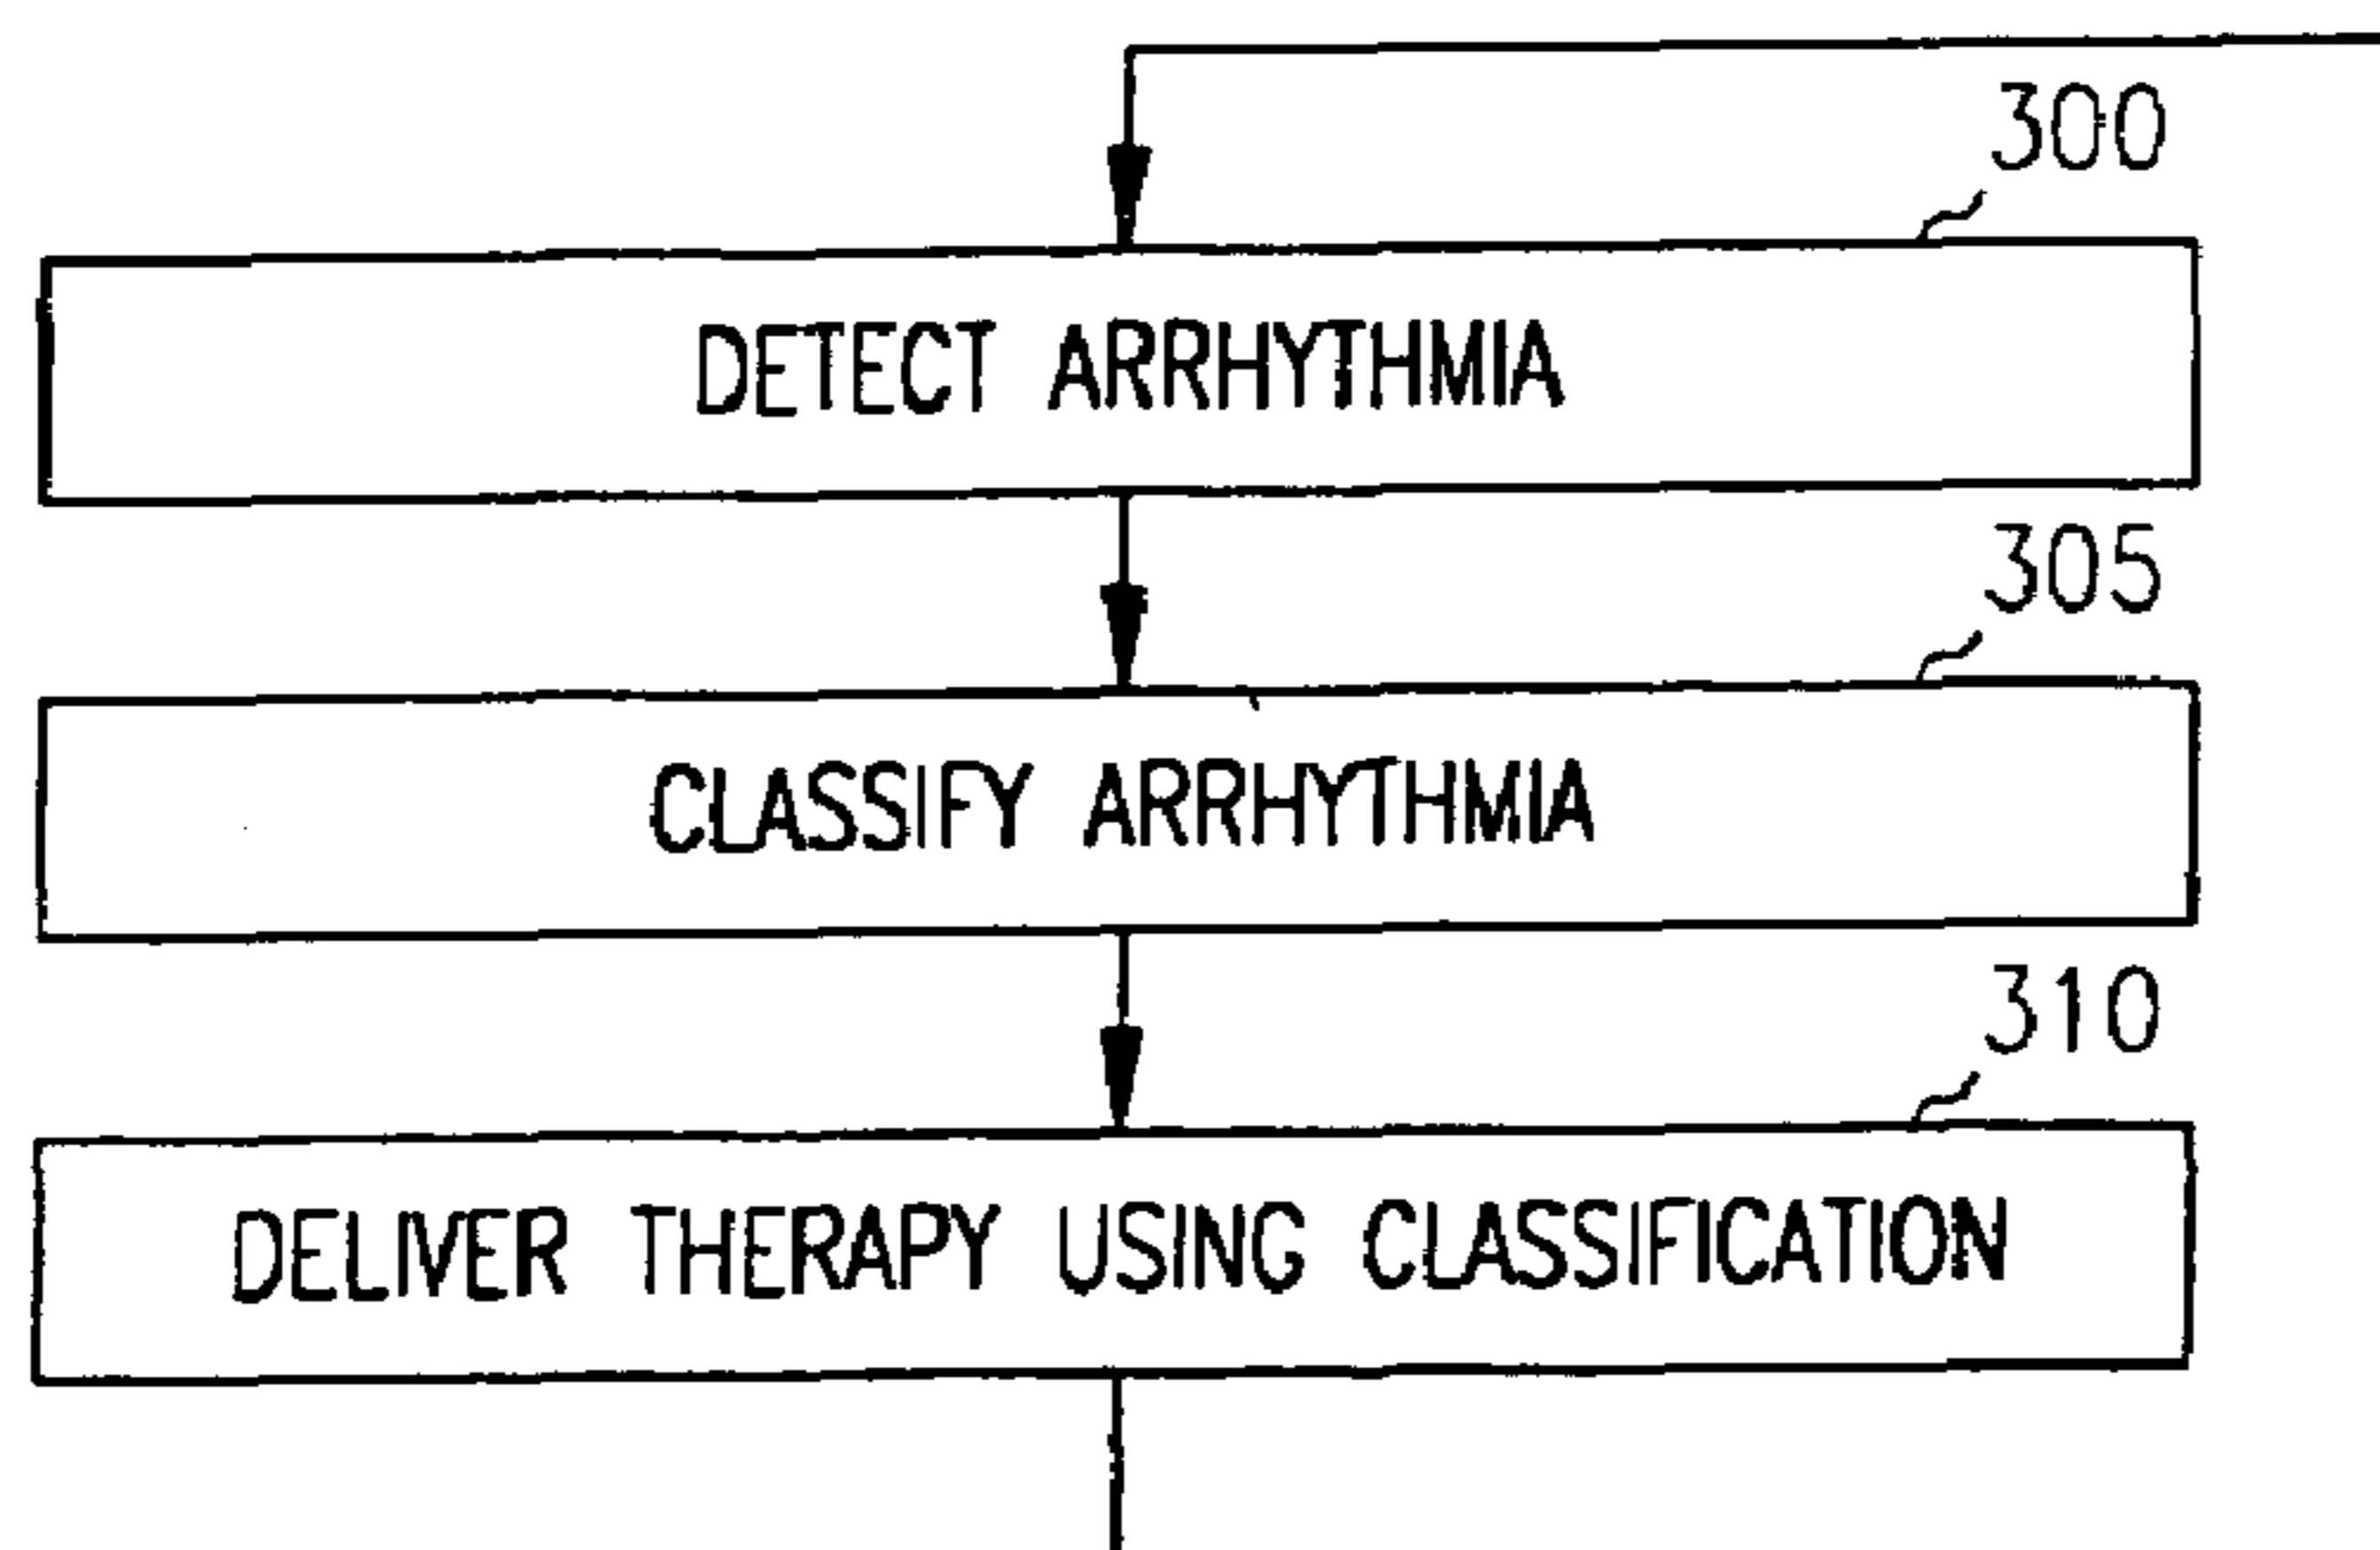 300
DETECT ARRHYTHMIA
305
CLASSIFY ARRHYTHMIA
310
DELIVER THERAPY USING CLASSIFICATION